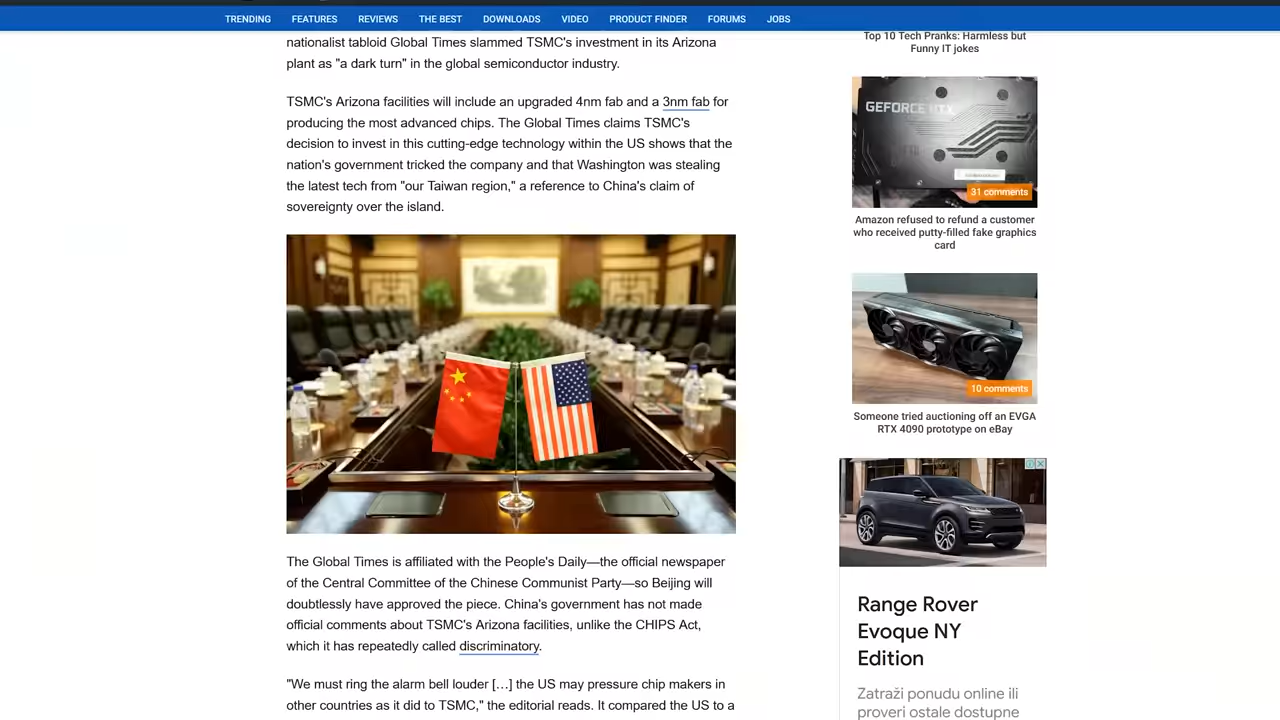 TRENDING FEATURES REVIEWS THE BEST DOWNLOADS VIDEO PRODUCT FINDER FORUMS JOBS
nationalist tabloid Global Times slammed TSMC's investment in its Arizona
plant as "a dark turn" in the global semiconductor industry.
TSMC's Arizona facilities will include an upgraded 4nm fab and a 3nm fab for
producing the most advanced chips. The Global Times claims TSMC's
decision to invest in this cutting-edge technology within the US shows that the
nation's government tricked the company and that Washington was stealing
the latest tech from "our Taiwan region," a reference to China's claim of
sovereignty over the island.
The Global Times is affiliated with the People's Daily—the official newspaper
of the Central Committee of the Chinese Communist Party—so Beijing will
doubtlessly have approved the piece. China's government has not made
official comments about TSMC's Arizona facilities, unlike the CHIPS Act,
which it has repeatedly called discriminatory.
"We must ring the alarm bell louder […] the US may pressure chip makers in
other countries as it did to TSMC," the editorial reads. It compared the US to a
Top 10 Tech Pranks: Harmless but
Funny IT jokes
GEFORCE RTX
31 comments
Amazon refused to refund a customer
who received putty-filled fake graphics
card
10 comments
Someone tried auctioning off an EVGA
RTX 4090 prototype on eBay
Range Rover
Evoque NY
Edition
Zatraži ponudu online ili
proveri ostale dostupne